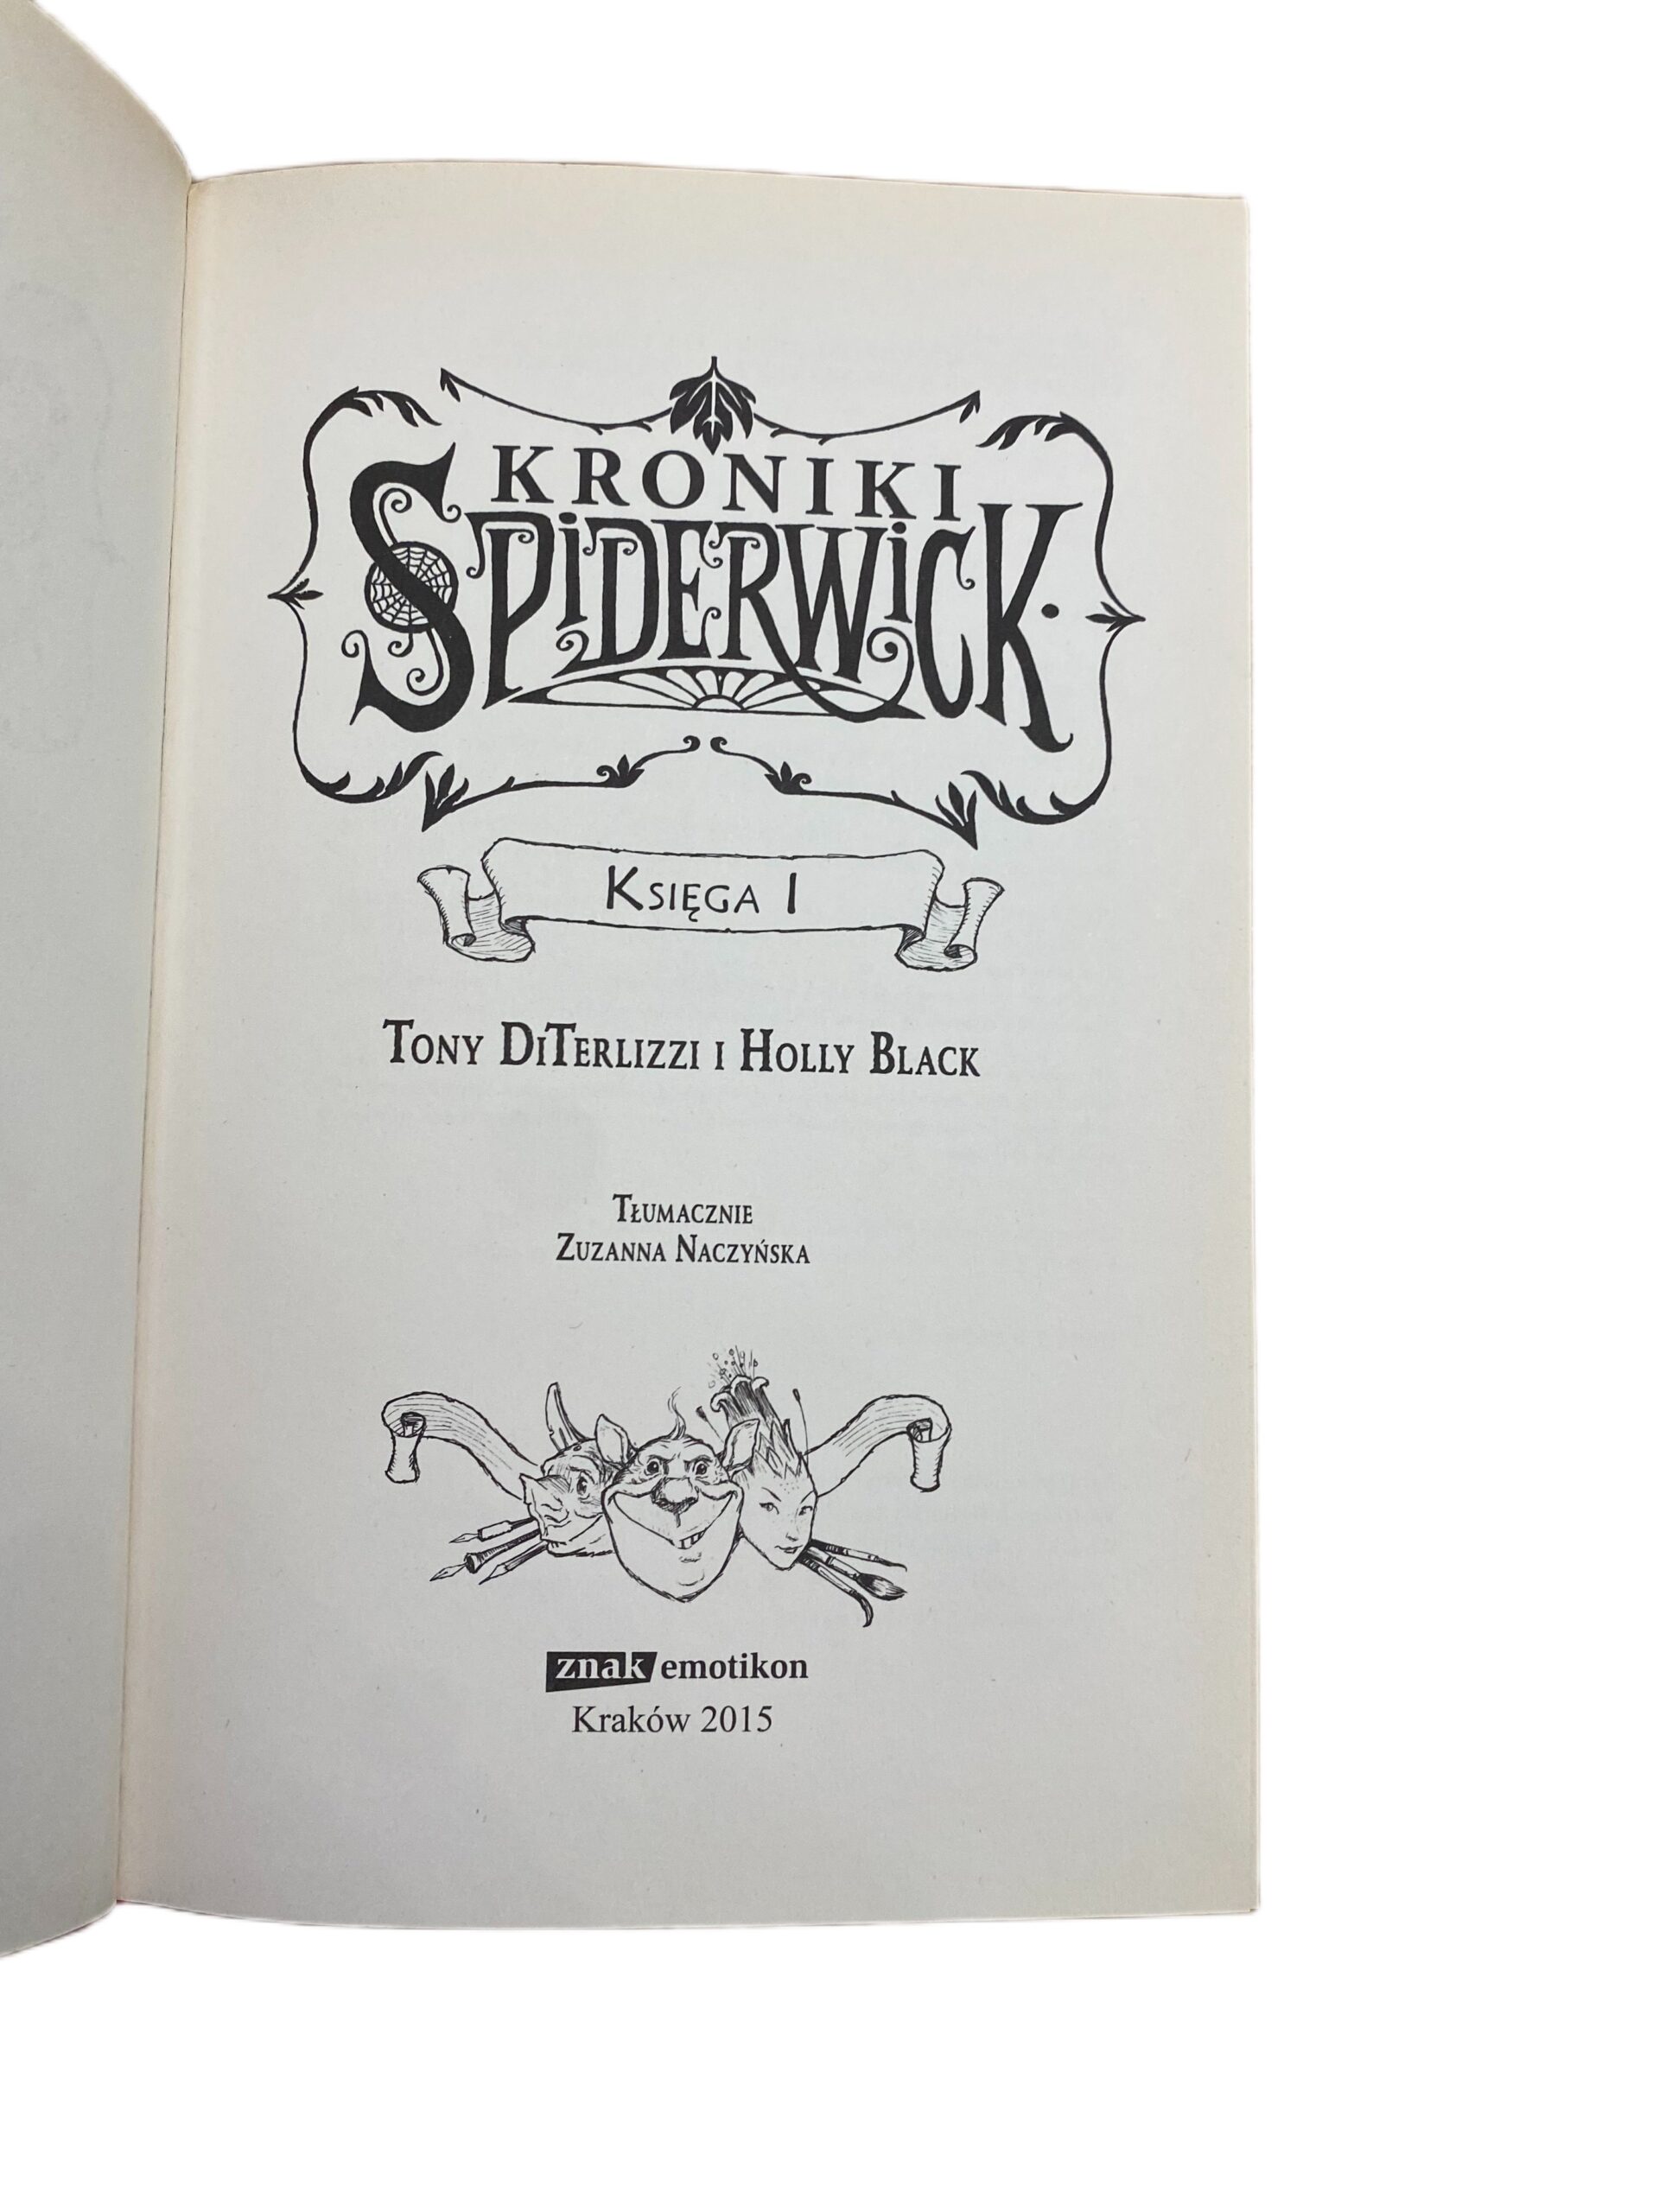 KRONIKI
SPiDERWiCK
KSIĘGA I
TONY DITERLIZZI I HOLLY BLACK
TŁUMACZNIE
ZUZANNA NACZYŃSKA
znak emotikon
Kraków 2015